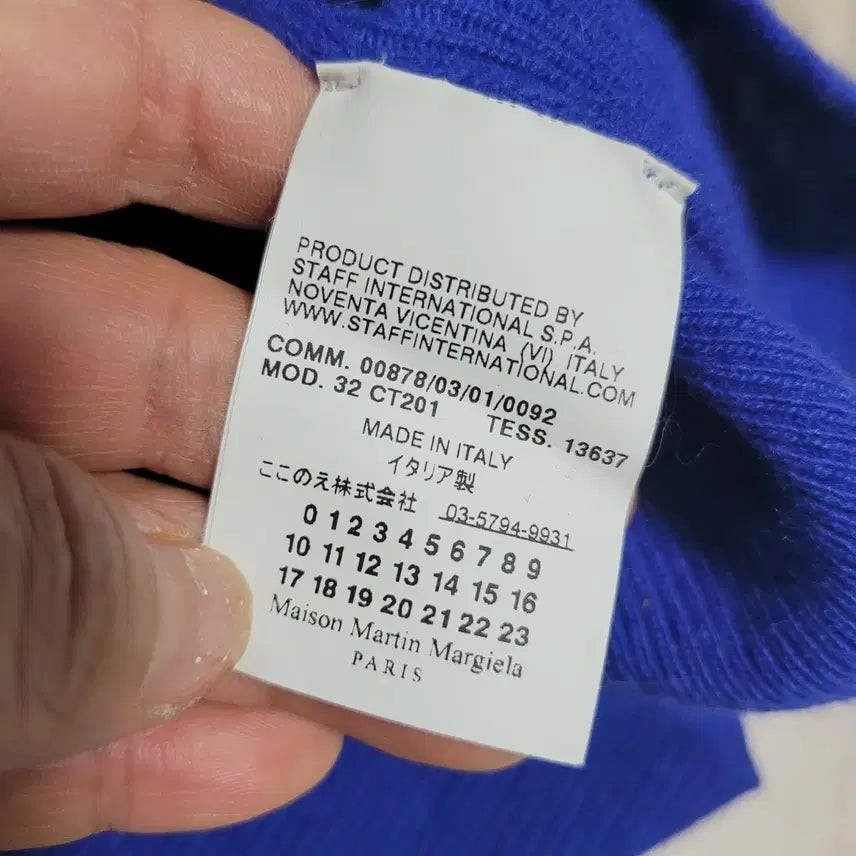 PRODUCT DISTRIBUTED BY
STAFF INTERNATIONAL S.P.A.
NOVENTA VICENTINA (VI) ITALY
WWW.STAFFINTERNATIONAL.COM
COMM. 00878/03/01/0092
MOD. 32 CT201 TESS. 13637
MADE IN ITALY
イタリア製
ここのえ株式会社 03-5794-9931
0 1 2 3 4 5 6 7 8 9
10 11 12 13 14 15 16
17 18 19 20 21 22 23
Maison Martin Margiela
PARIS